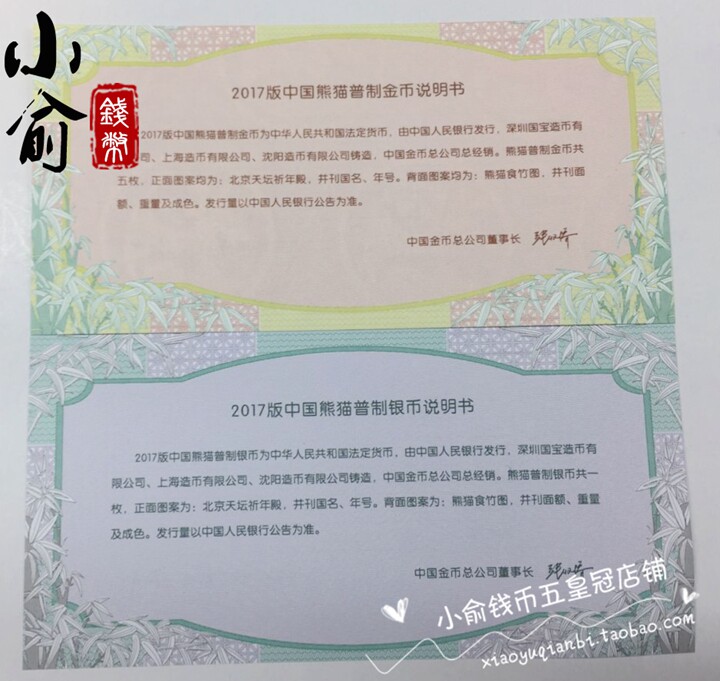 小俞
錢幣
2017版中国熊猫普制金币说明书
2017版中国熊猫普制金币为中华人民共和国法定货币，由中国人民银行发行，深圳国宝造币有
公司、上海造币有限公司、沈阳造币有限公司铸造，中国金币总公司总经销。熊猫普制金币共
五枚，正面图案均为：北京天坛祈年殿，并刊国名、年号。背面图案均为：熊猫食竹图，并刊面
额、重量及成色。发行量以中国人民银行公告为准。
中国金币总公司董事长
2017版中国熊猫普制银币说明书
2017版中国熊猫普制银币为中华人民共和国法定货币，由中国人民银行发行，深圳国宝造币有
限公司、上海造币有限公司、沈阳造币有限公司铸造，中国金币总公司总经销。熊猫普制银币共一
枚，正面图案为：北京天坛祈年殿，并刊国名、年号。背面图案为：熊猫食竹图，并刊面额、重量
及成色。发行量以中国人民银行公告为准。
中国金币总公司董事长
小俞钱币五皇冠店铺
xiaoyuqianbi.taobao.com